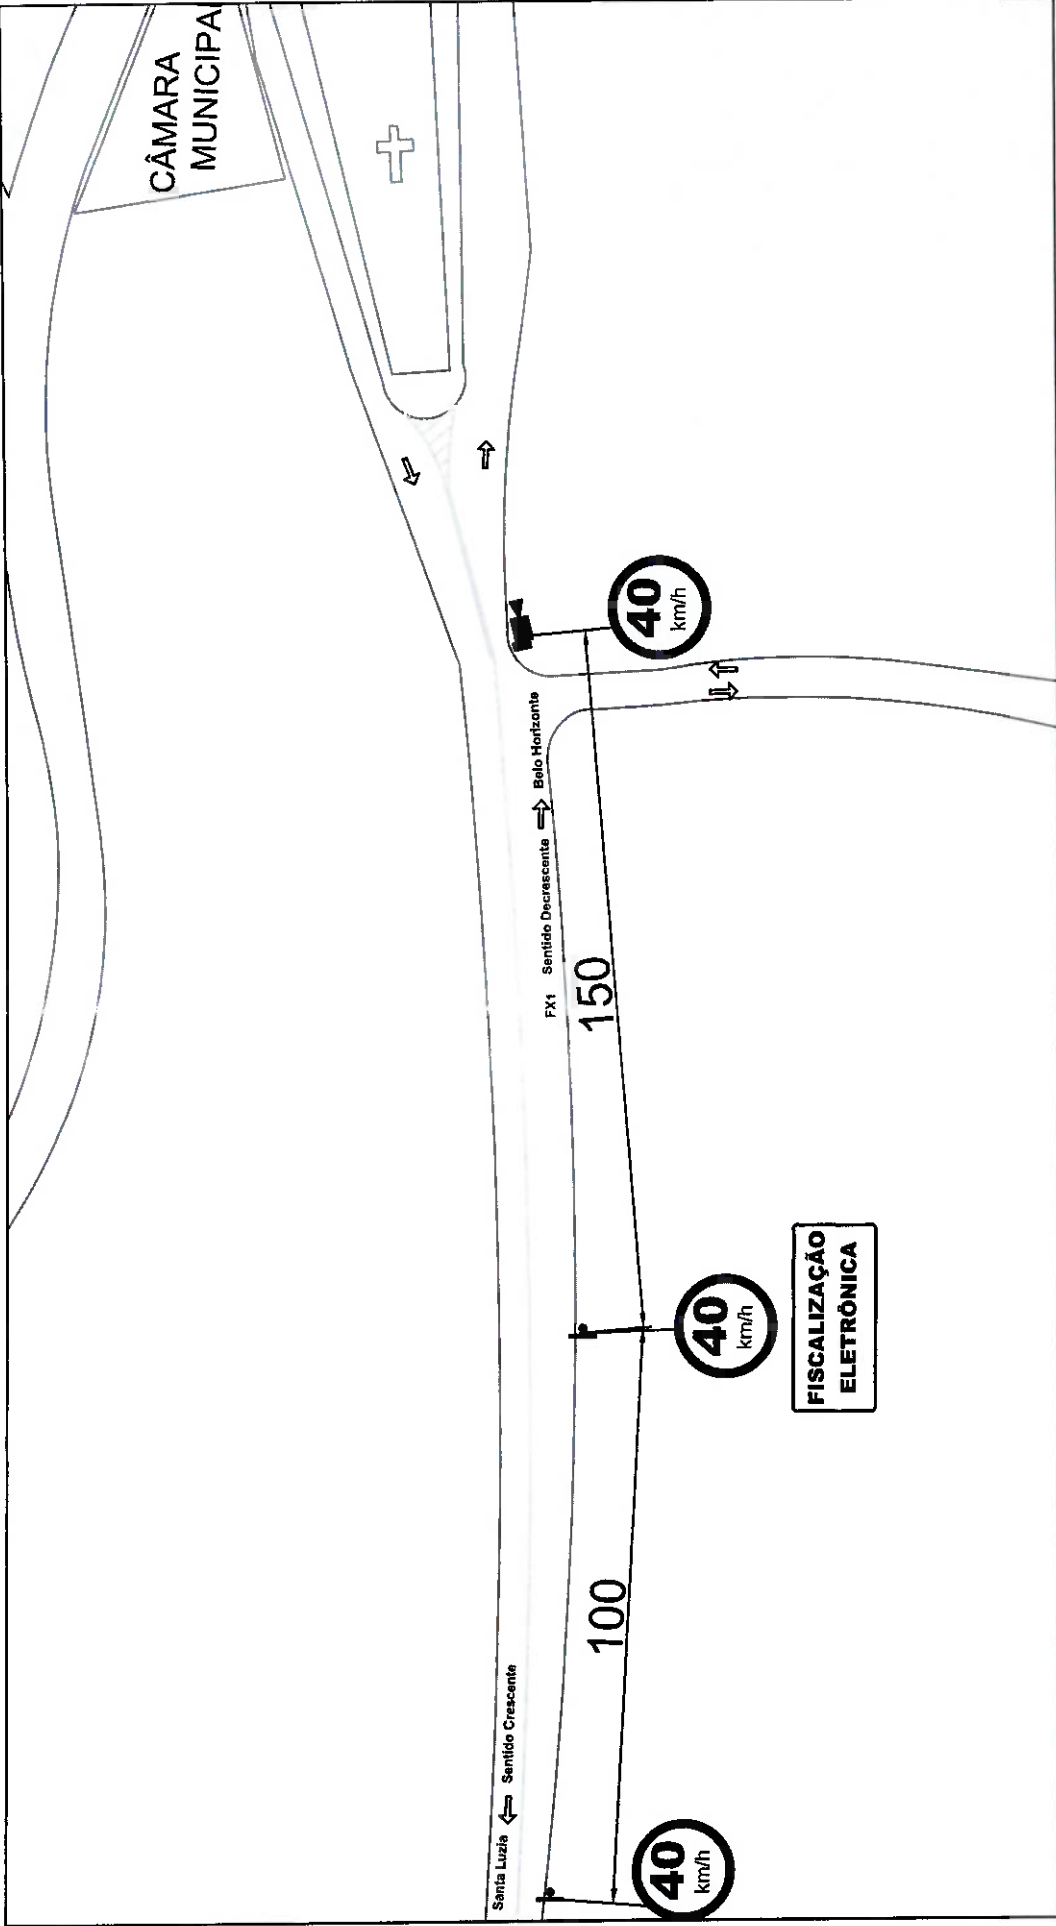 CÂMARA
MUNICIPA
Santa Luzia
Sentido Crescente
FX1
Sentido Decrescente
Belo Horizonte
100
150
40
km/h
40
km/h
FISCALIZAÇÃO
ELETRÔNICA
40
km/h